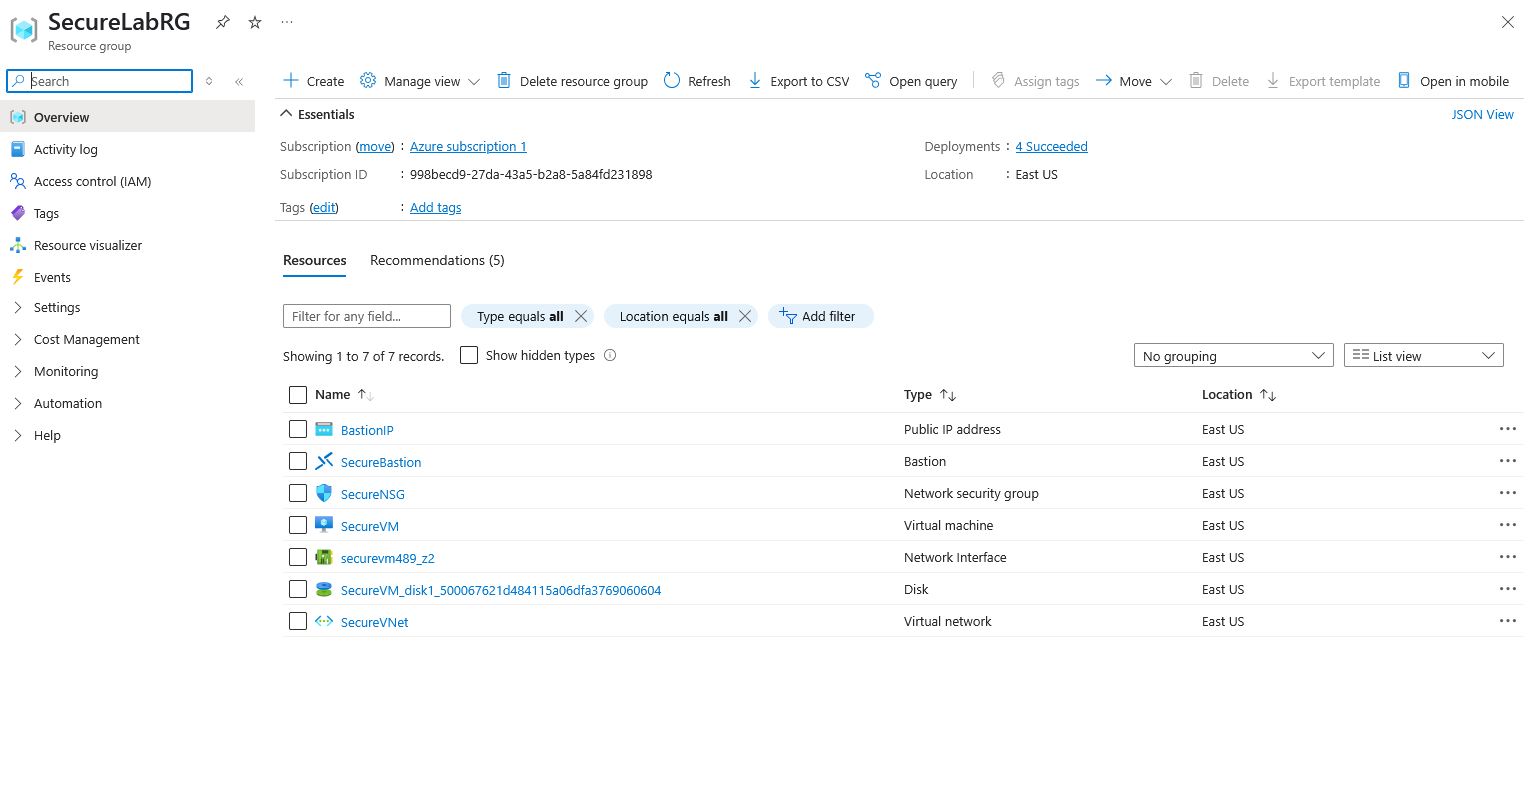 SecureLabRG
Resource group
Search
Overview
Activity log
Access control (IAM)
Tags
Resource visualizer
Events
Settings
Cost Management
Monitoring
Automation
Help
Create Manage view Delete resource group Refresh Export to CSV Open query Assign tags Move Delete Export template Open in mobile
Essentials JSON View
Subscription (move) : Azure subscription 1 Deployments : 4 Succeeded
Subscription ID : 998becd9-27da-43a5-b2a8-5a84fd231898 Location : East US
Tags (edit) : Add tags
Resources Recommendations (5)
Filter for any field... Type equals all Location equals all Add filter
Showing 1 to 7 of 7 records. Show hidden types No grouping List view
Name Type Location
BastionIP Public IP address East US
SecureBastion Bastion East US
SecureNSG Network security group East US
SecureVM Virtual machine East US
securevm489_z2 Network Interface East US
SecureVM_disk1_500067621d484115a06dfa3769060604 Disk East US
SecureVNet Virtual network East US